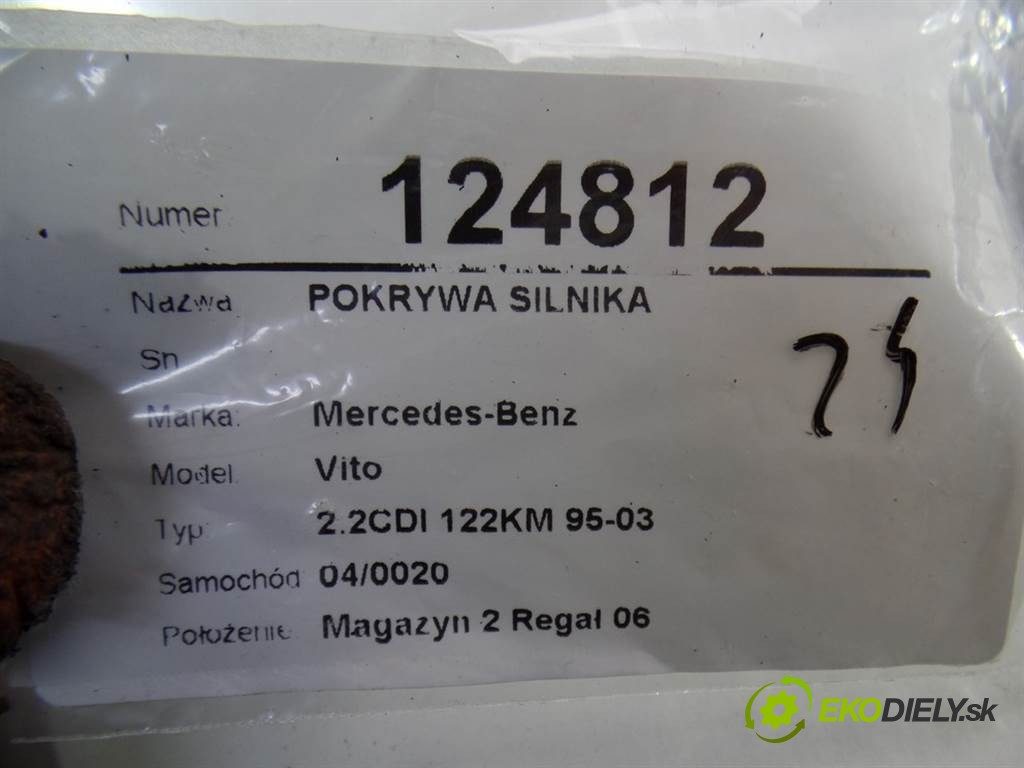 Numer 124812
Nazwa POKRYWA SILNIKA
Sn
Marka: Mercedes-Benz
Model Vito
Typ 2.2CDI 122KM 95-03
Samochód 04/0020
Położenie Magazyn 2 Regał 06
EKODIELY.sk